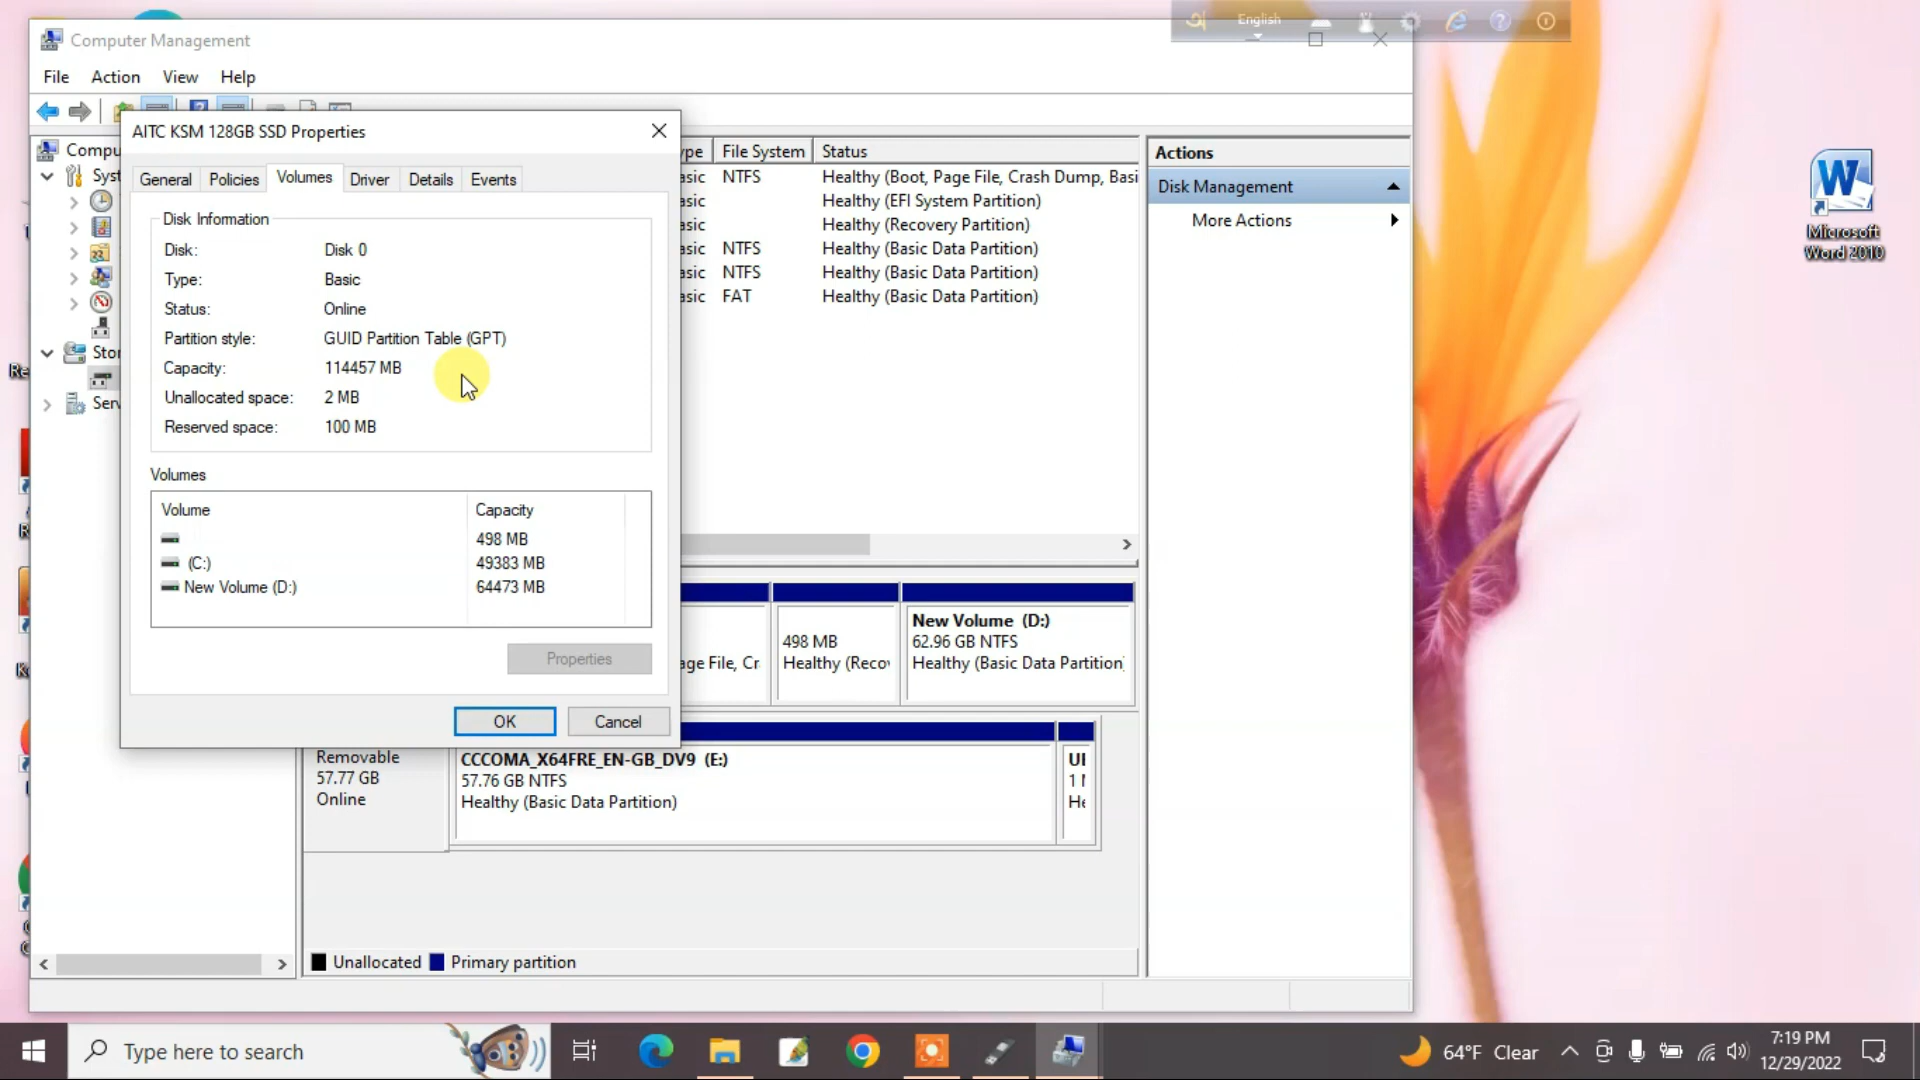 Computer Management
English
File Action View Help
AITC KSM 128GB SSD Properties
General Policies Volumes Driver Details Events
Disk Information
Disk: Disk 0
Type: Basic
Status: Online
Partition style: GUID Partition Table (GPT)
Capacity: 114457 MB
Unallocated space: 2 MB
Reserved space: 100 MB
Volumes
Volume Capacity
498 MB
(C:) 49383 MB
New Volume (D:) 64473 MB
Properties
OK Cancel
File System Status
NTFS Healthy (Boot, Page File, Crash Dump, Basi
Healthy (EFI System Partition)
Healthy (Recovery Partition)
NTFS Healthy (Basic Data Partition)
NTFS Healthy (Basic Data Partition)
FAT Healthy (Basic Data Partition)
Actions
Disk Management
More Actions
Microsoft
Word 2010
age File, Cr
498 MB
Healthy (Recov
New Volume (D:)
62.96 GB NTFS
Healthy (Basic Data Partition)
Removable
57.77 GB
Online
CCCOMA_X64FRE_EN-GB_DV9 (E:)
57.76 GB NTFS
Healthy (Basic Data Partition)
Unallocated Primary partition
Type here to search
64°F Clear
7:19 PM
12/29/2022